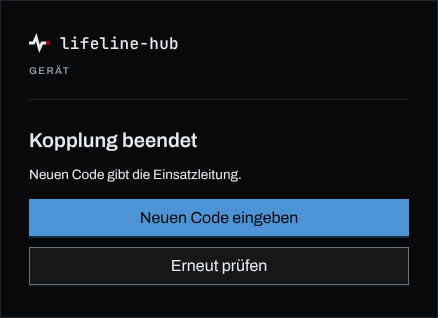 lifeline-hub
GERÄT
Kopplung beendet
Neuen Code gibt die Einsatzleitung.
Neuen Code eingeben
Erneut prüfen